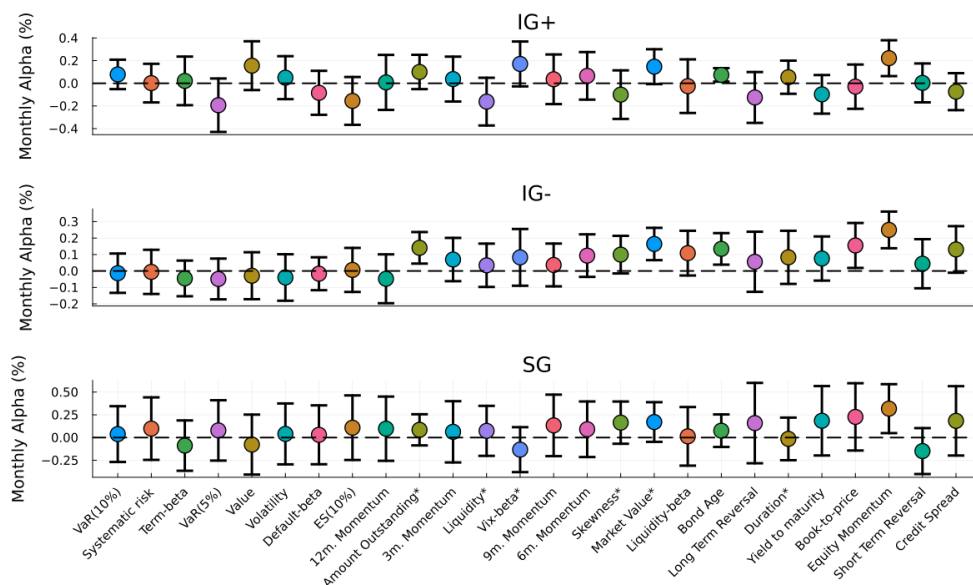 IG+
Monthly Alpha (%)
0.4
0.2
0.0
−0.2
−0.4
IG-
Monthly Alpha (%)
0.3
0.2
0.1
0.0
−0.1
−0.2
SG
Monthly Alpha (%)
0.50
0.25
0.00
−0.25
VaR(10%)
Systematic risk
Term-beta
VaR(5%)
Value
Volatility
Default-beta
ES(10%)
12m. Momentum
Amount Outstanding*
3m. Momentum
Liquidity*
Vix-beta*
9m. Momentum
6m. Momentum
Skewness*
Market Value*
Liquidity-beta
Bond Age
Long Term Reversal
Duration*
Yield to maturity
Book-to-price
Equity Momentum
Short Term Reversal
Credit Spread